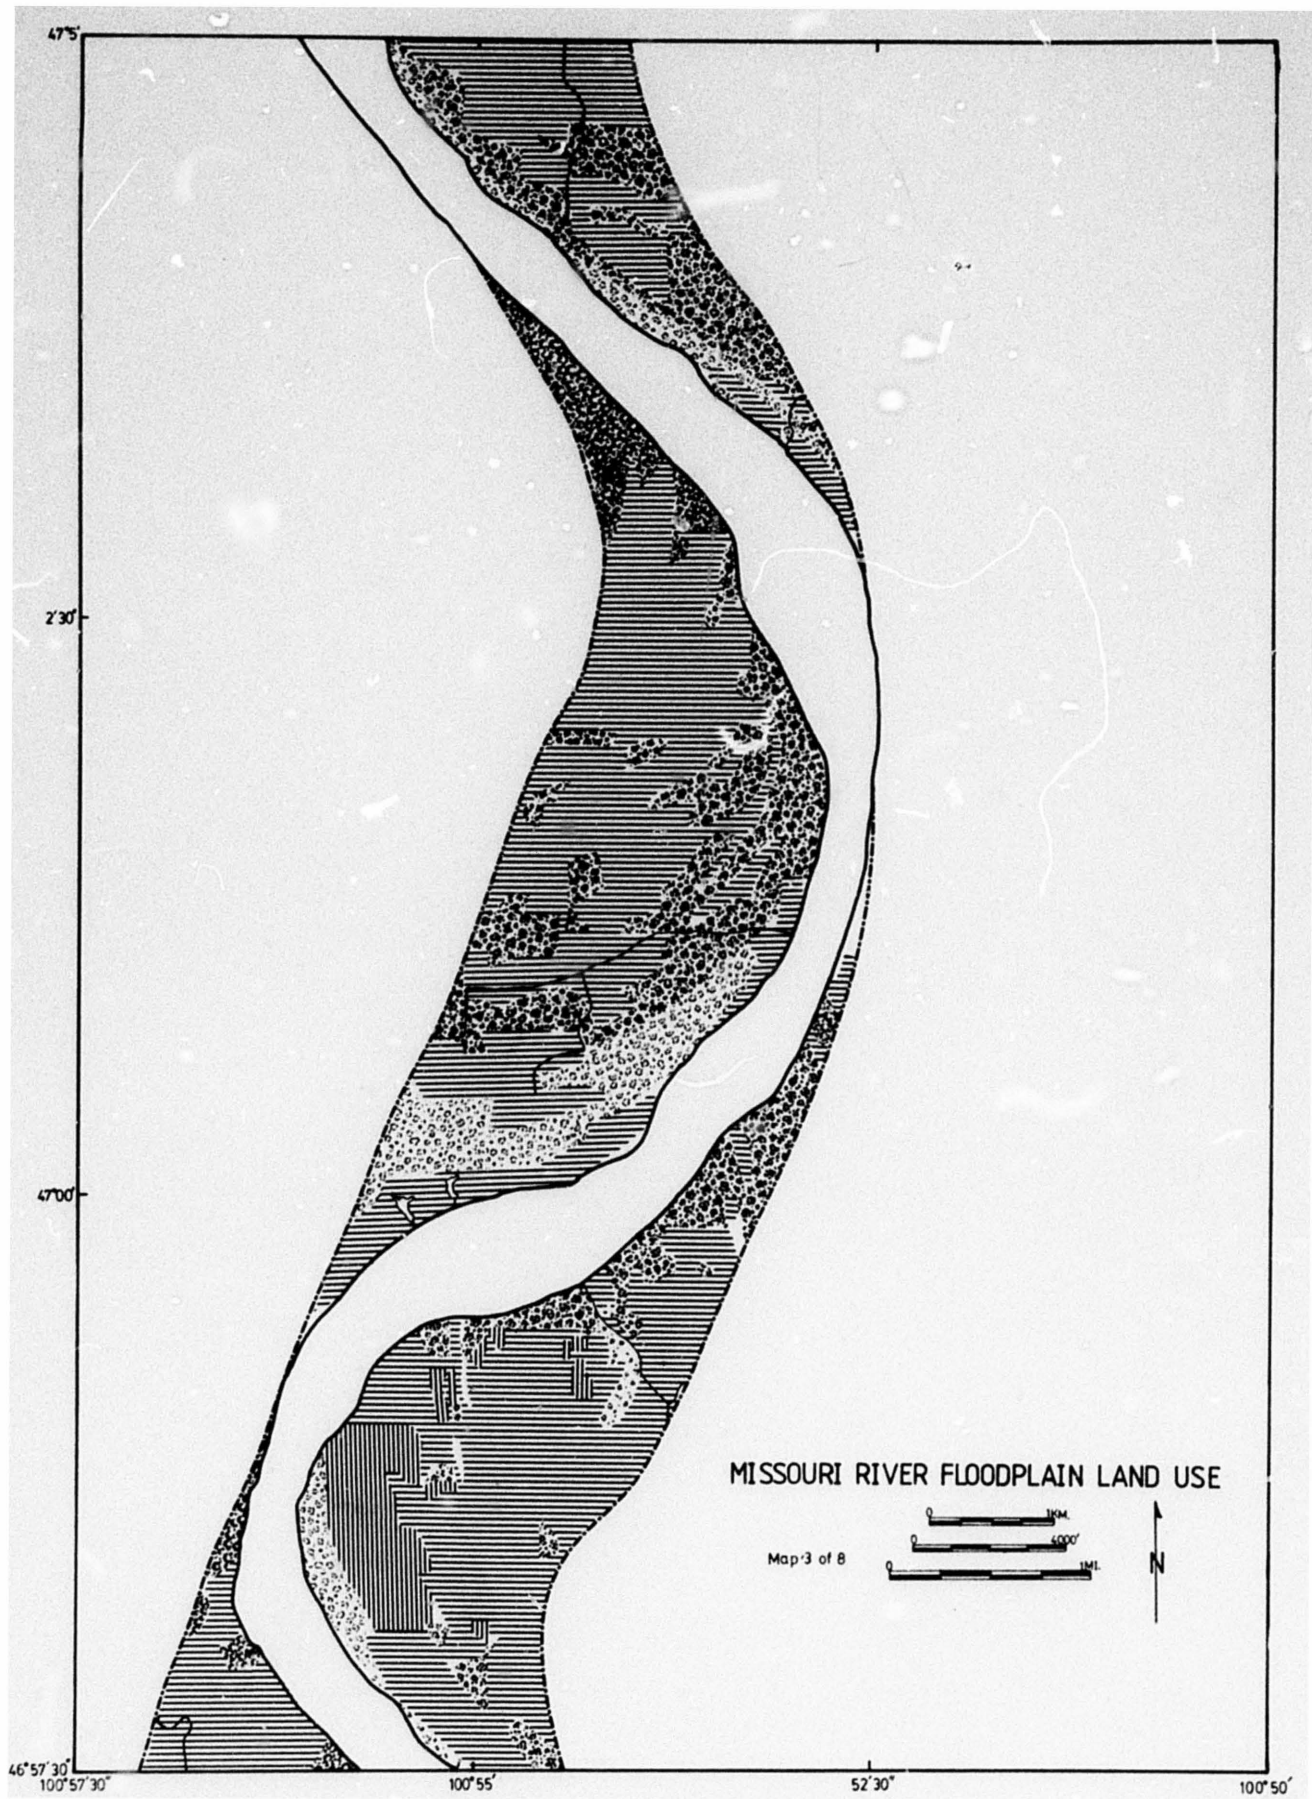 47°5'
2'30"
47°00'
MISSOURI RIVER FLOODPLAIN LAND USE
0 1KM.
0 4000'
Map 3 of 8
0 1MI.
N
46°57'30"
100°57'30" 100°55' 52'30" 100°50'